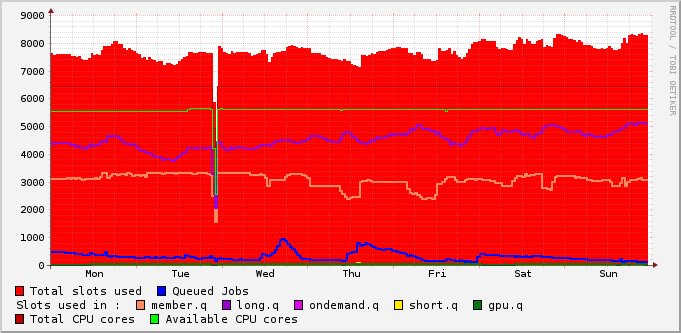 9000
8000
7000
6000
5000
4000
3000
2000
1000
0
Mon Tue Wed Thu Fri Sat Sun
RRDTOOL / TOBI OETIKER
Total slots used Queued Jobs
Slots used in : member.q long.q ondemand.q short.q gpu.q
Total CPU cores Available CPU cores